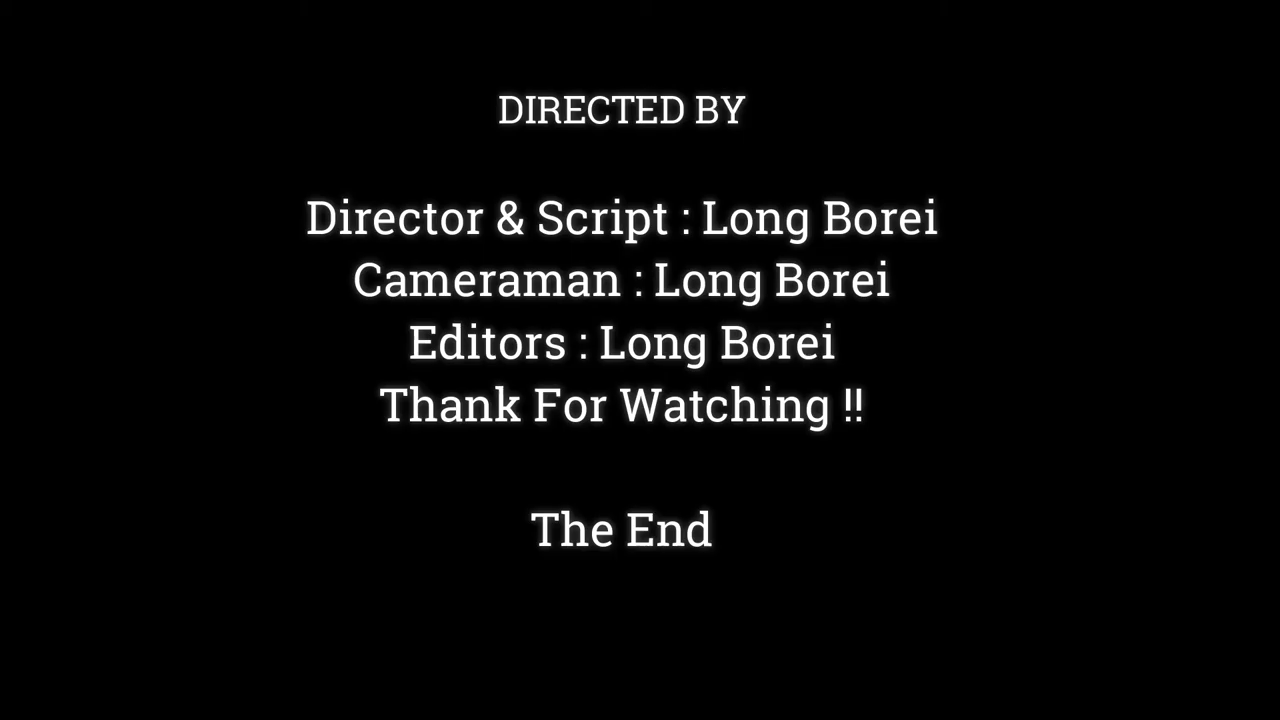 DIRECTED BY
Director & Script : Long Borei
Cameraman : Long Borei
Editors : Long Borei
Thank For Watching !!
The End